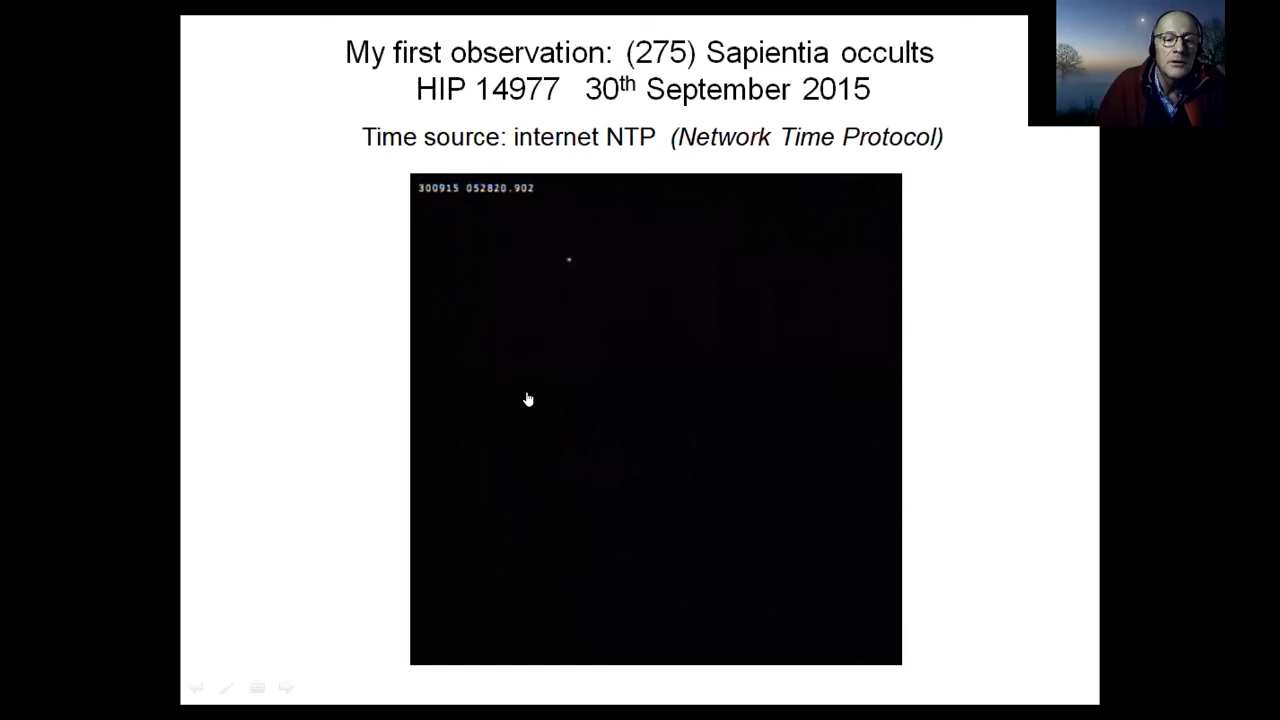 My first observation: (275) Sapientia occults
HIP 14977 30th September 2015
Time source: internet NTP (Network Time Protocol)
300915 052820.902